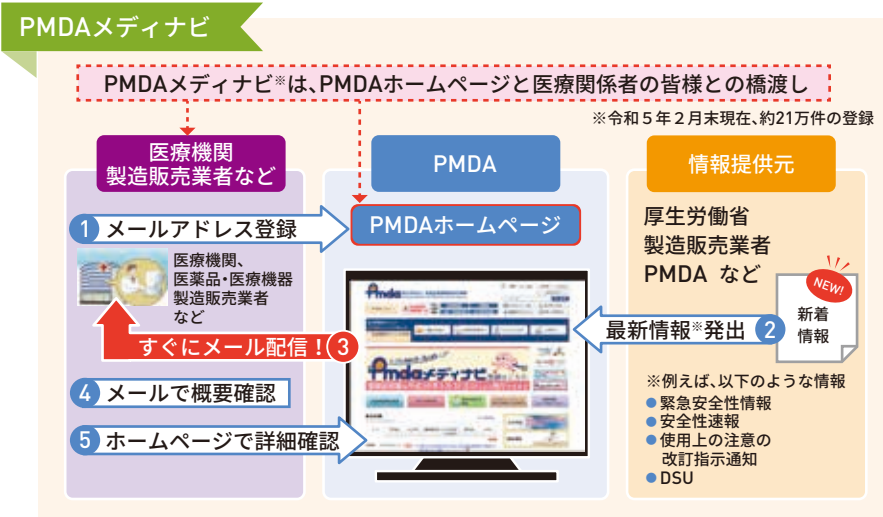 PMDAメディナビ
PMDAメディナビ※は、PMDAホームページと医療関係者の皆様との橋渡し
※令和5年2月末現在、約21万件の登録
医療機関
製造販売業者など
PMDA
情報提供元
1 メールアドレス登録
PMDAホームページ
厚生労働省
製造販売業者
PMDA など
医療機関、
医薬品・医療機器
製造販売業者
など
NEW!
新着
情報
最新情報※発出 2
すぐにメール配信!3
Pmda
Pmdaメディナビ
4 メールで概要確認
5 ホームページで詳細確認
※例えば、以下のような情報
●緊急安全性情報
●安全性速報
●使用上の注意の
改訂指示通知
●DSU